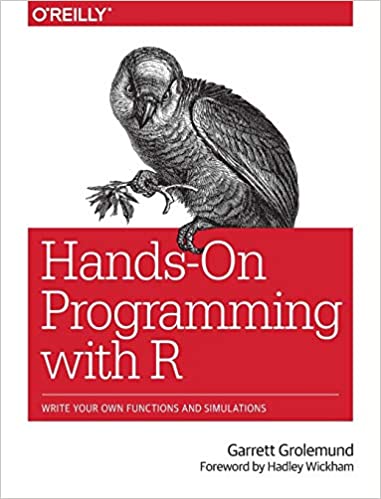 O'REILLY®
Hands-On
Programming
with R
WRITE YOUR OWN FUNCTIONS AND SIMULATIONS
Garrett Grolemund
Foreword by Hadley Wickham